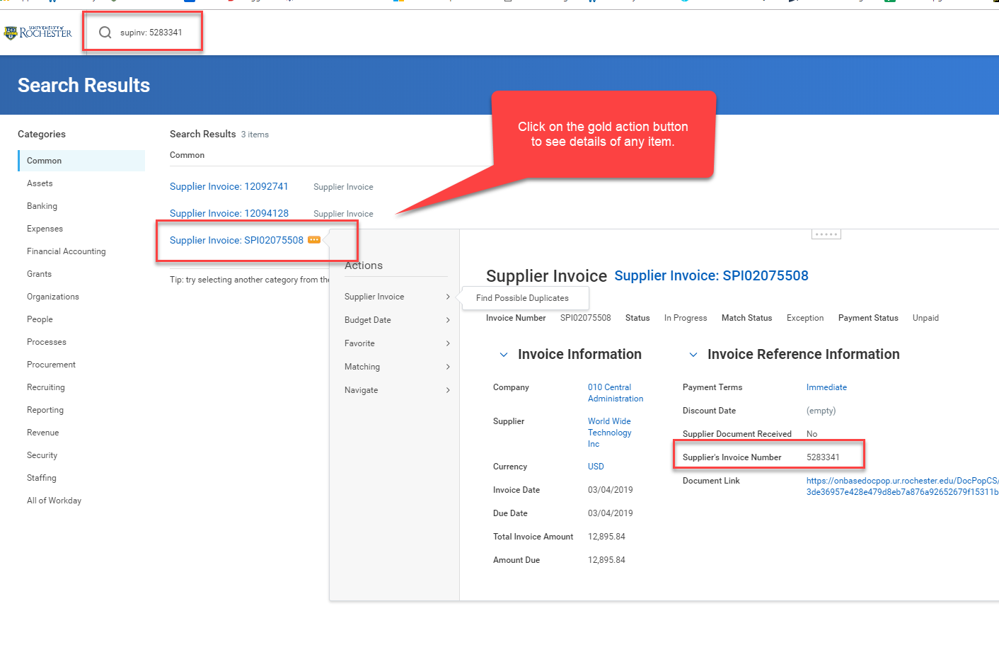 UNIVERSITY of
ROCHESTER
supinv: 5283341
Search Results
Click on the gold action button
to see details of any item.
Categories
Common
Assets
Banking
Expenses
Financial Accounting
Grants
Organizations
People
Processes
Procurement
Recruiting
Reporting
Revenue
Security
Staffing
All of Workday
Search Results 3 items
Common
Supplier Invoice: 12092741 Supplier Invoice
Supplier Invoice: 12094128 Supplier Invoice
Supplier Invoice: SPI02075508
Tip: try selecting another category from the
Actions
Supplier Invoice
Budget Date
Favorite
Matching
Navigate
Find Possible Duplicates
Supplier Invoice Supplier Invoice: SPI02075508
Invoice Number SPI02075508 Status In Progress Match Status Exception Payment Status Unpaid
Invoice Information
Company 010 Central
Administration
Supplier World Wide
Technology
Inc
Currency USD
Invoice Date 03/04/2019
Due Date 03/04/2019
Total Invoice Amount 12,895.84
Amount Due 12,895.84
Invoice Reference Information
Payment Terms Immediate
Discount Date (empty)
Supplier Document Received No
Supplier's Invoice Number 5283341
Document Link https://onbasedocpop.ur.rochester.edu/DocPopCS/
3de36957e428e479d8eb7a876a92652679f15311b